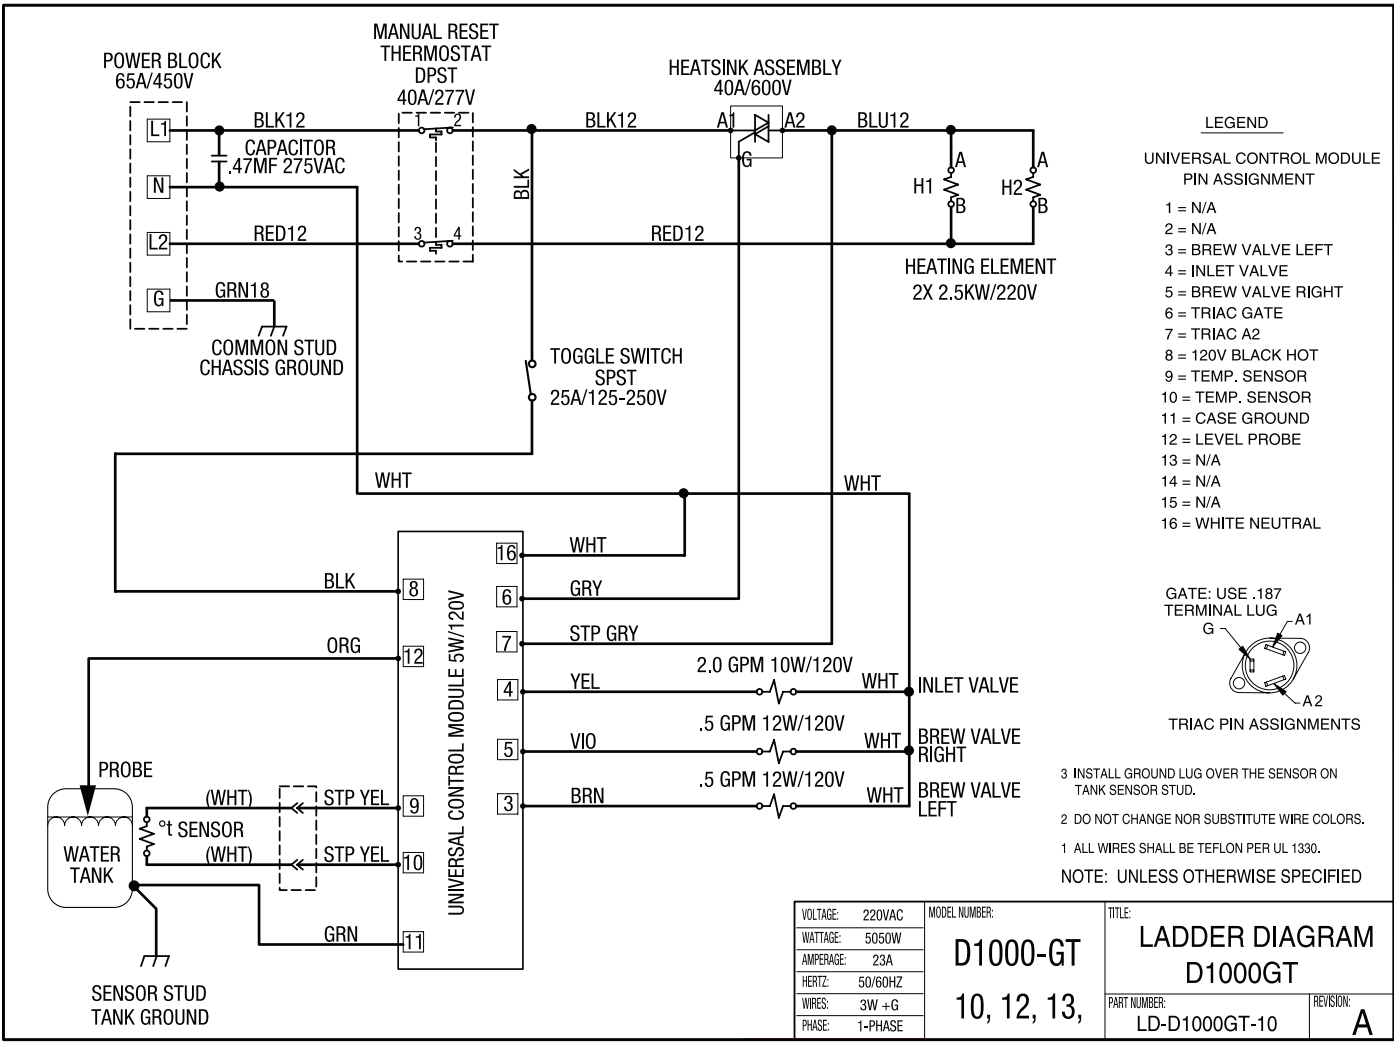 POWER BLOCK
65A/450V
L1
N
L2
G
BLK12
CAPACITOR
.47MF 275VAC
RED12
GRN18
COMMON STUD
CHASSIS GROUND
MANUAL RESET
THERMOSTAT
DPST
40A/277V
1
2
3
4
BLK12
BLK
RED12
HEATSINK ASSEMBLY
40A/600V
A1
A2
G
BLU12
A
H1
B
A
H2
B
HEATING ELEMENT
2X 2.5KW/220V
TOGGLE SWITCH
SPST
25A/125-250V
WHT
WHT
UNIVERSAL CONTROL MODULE 5W/120V
BLK
8
ORG
12
PROBE
WATER
TANK
°t SENSOR
(WHT)
STP YEL
9
(WHT)
STP YEL
10
GRN
11
SENSOR STUD
TANK GROUND
16
WHT
6
GRY
7
STP GRY
4
YEL
2.0 GPM 10W/120V
WHT
INLET VALVE
5
VIO
.5 GPM 12W/120V
WHT
BREW VALVE
RIGHT
3
BRN
.5 GPM 12W/120V
WHT
BREW VALVE
LEFT
LEGEND
UNIVERSAL CONTROL MODULE
PIN ASSIGNMENT
1 = N/A
2 = N/A
3 = BREW VALVE LEFT
4 = INLET VALVE
5 = BREW VALVE RIGHT
6 = TRIAC GATE
7 = TRIAC A2
8 = 120V BLACK HOT
9 = TEMP. SENSOR
10 = TEMP. SENSOR
11 = CASE GROUND
12 = LEVEL PROBE
13 = N/A
14 = N/A
15 = N/A
16 = WHITE NEUTRAL
GATE: USE .187
TERMINAL LUG
G
A1
A2
TRIAC PIN ASSIGNMENTS
3 INSTALL GROUND LUG OVER THE SENSOR ON
TANK SENSOR STUD.
2 DO NOT CHANGE NOR SUBSTITUTE WIRE COLORS.
1 ALL WIRES SHALL BE TEFLON PER UL 1330.
NOTE: UNLESS OTHERWISE SPECIFIED
VOLTAGE: 220VAC
WATTAGE: 5050W
AMPERAGE: 23A
HERTZ: 50/60HZ
WIRES: 3W +G
PHASE: 1-PHASE
MODEL NUMBER:
D1000-GT
10, 12, 13,
TITLE:
LADDER DIAGRAM
D1000GT
PART NUMBER:
LD-D1000GT-10
REVISION:
A